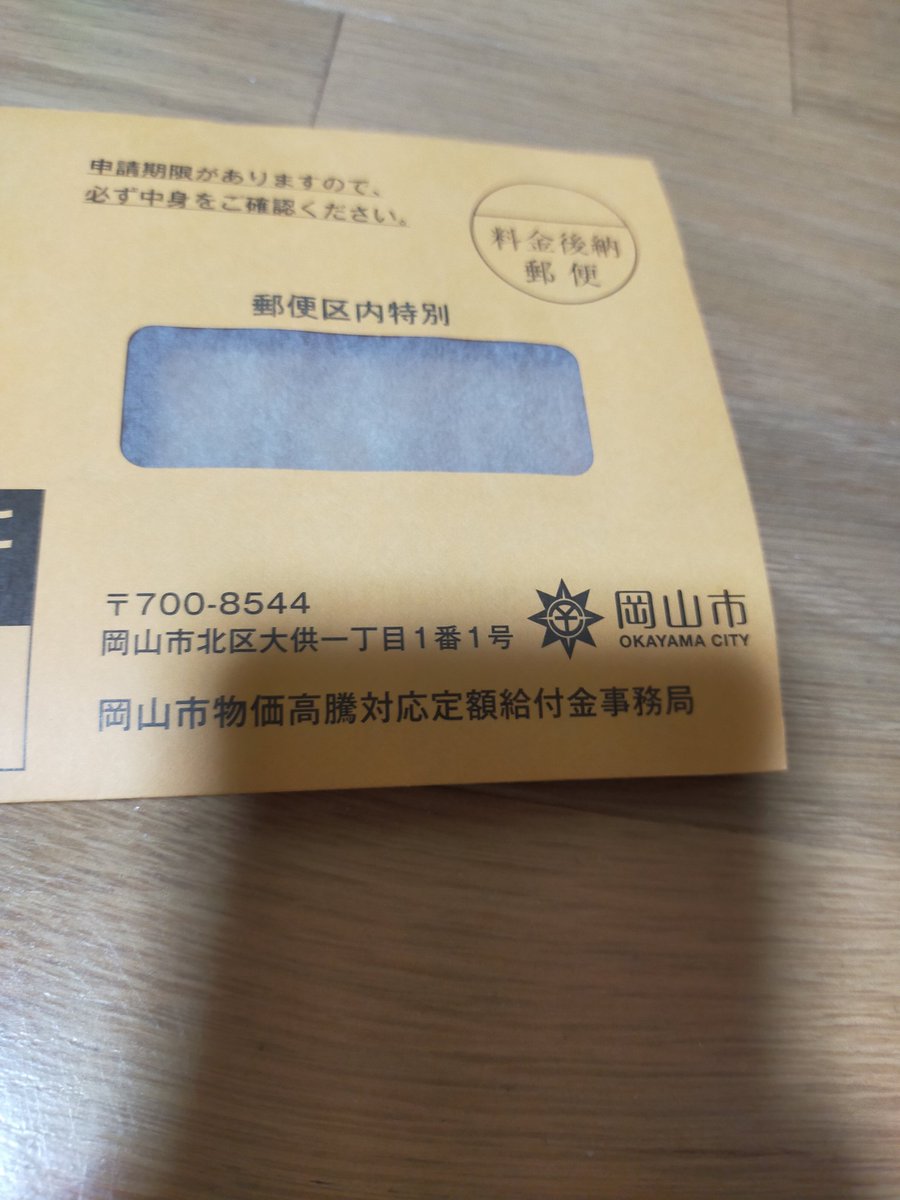 申請期限がありますので、
必ず中身をご確認ください。
料金後納
郵便
郵便区内特別
〒700-8544
岡山市北区大供一丁目1番1号
岡山市
OKAYAMA CITY
岡山市物価高騰対応定額給付金事務局